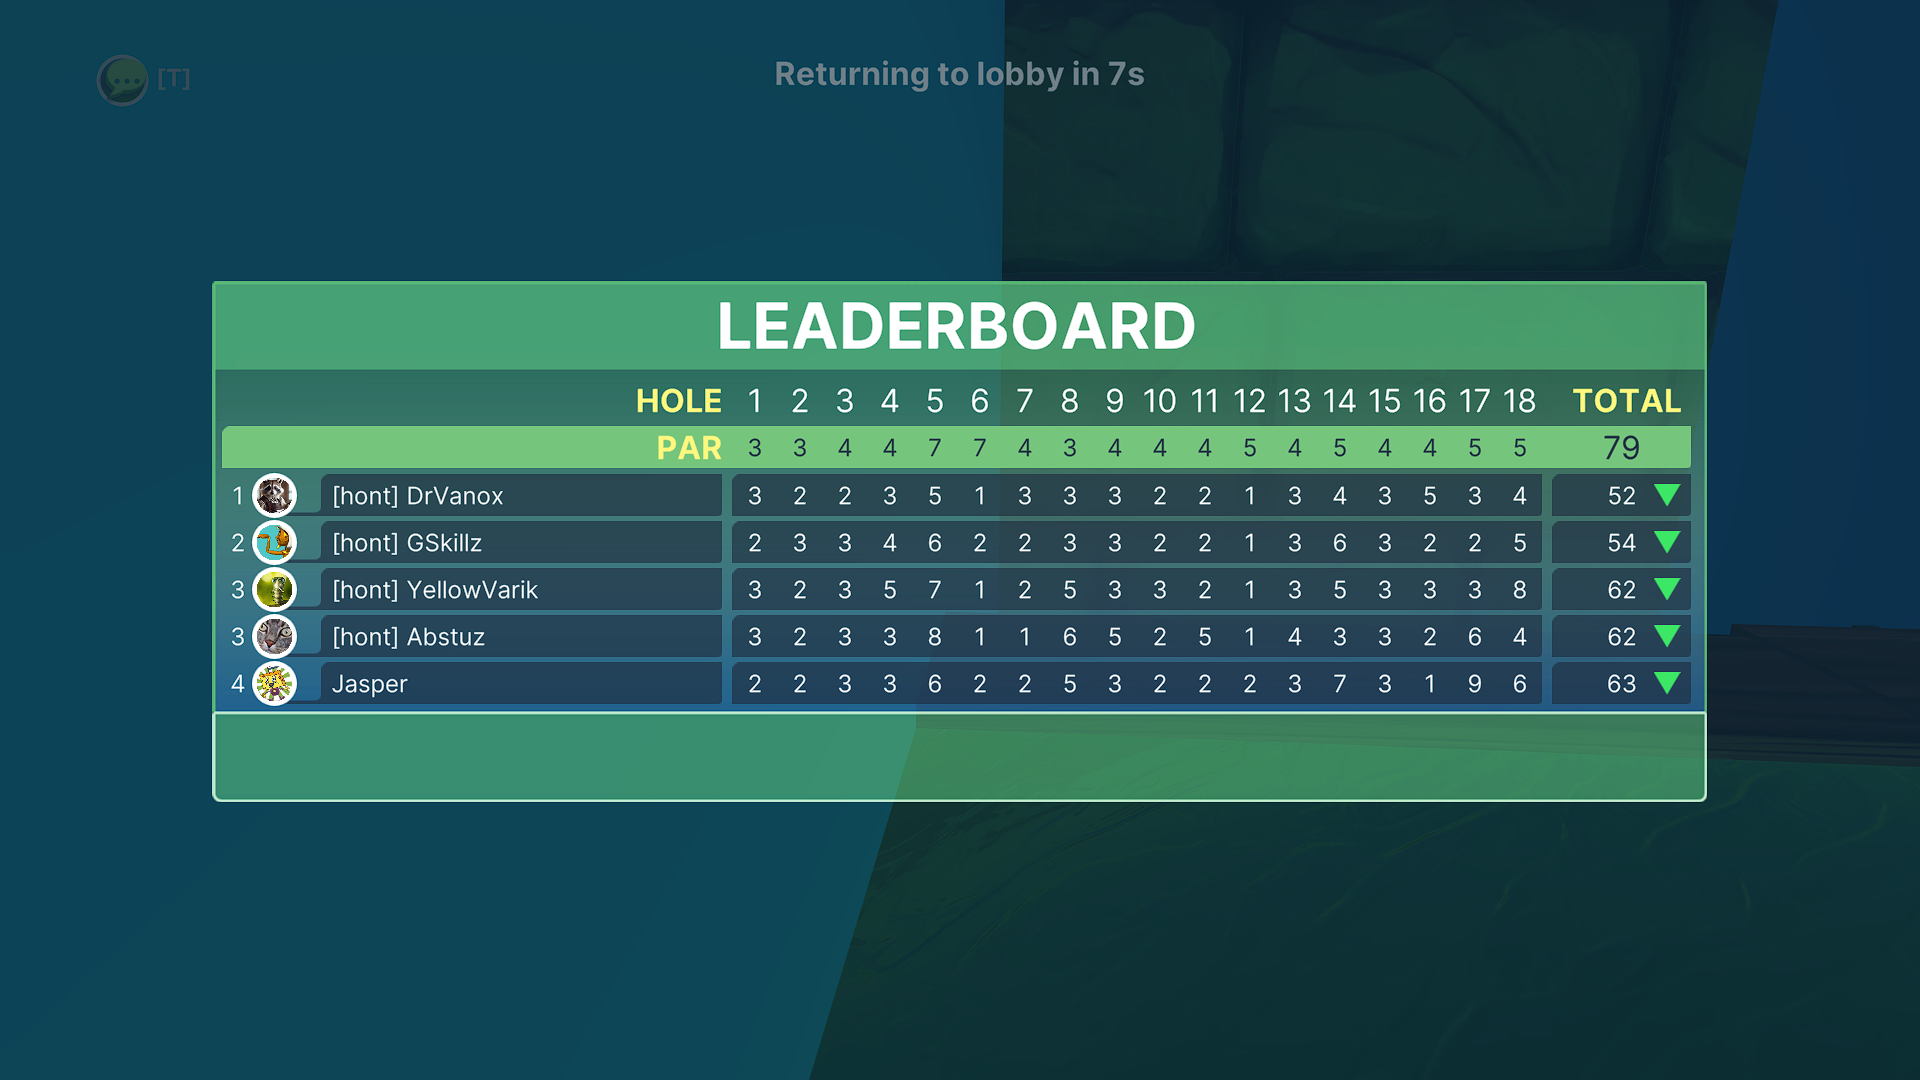 [T]
Returning to lobby in 7s
LEADERBOARD
HOLE 1 2 3 4 5 6 7 8 9 10 11 12 13 14 15 16 17 18 TOTAL
PAR 3 3 4 4 7 7 4 3 4 4 4 5 4 5 4 4 5 5 79
1 [hont] DrVanox 3 2 2 3 5 1 3 3 3 2 2 1 3 4 3 5 3 4 52
2 [hont] GSkillz 2 3 3 4 6 2 2 3 3 2 2 1 3 6 3 2 2 5 54
3 [hont] YellowVarik 3 2 3 5 7 1 2 5 3 3 2 1 3 5 3 3 3 8 62
3 [hont] Abstuz 3 2 3 3 8 1 1 6 5 2 5 1 4 3 3 2 6 4 62
4 Jasper 2 2 3 3 6 2 2 5 3 2 2 2 3 7 3 1 9 6 63